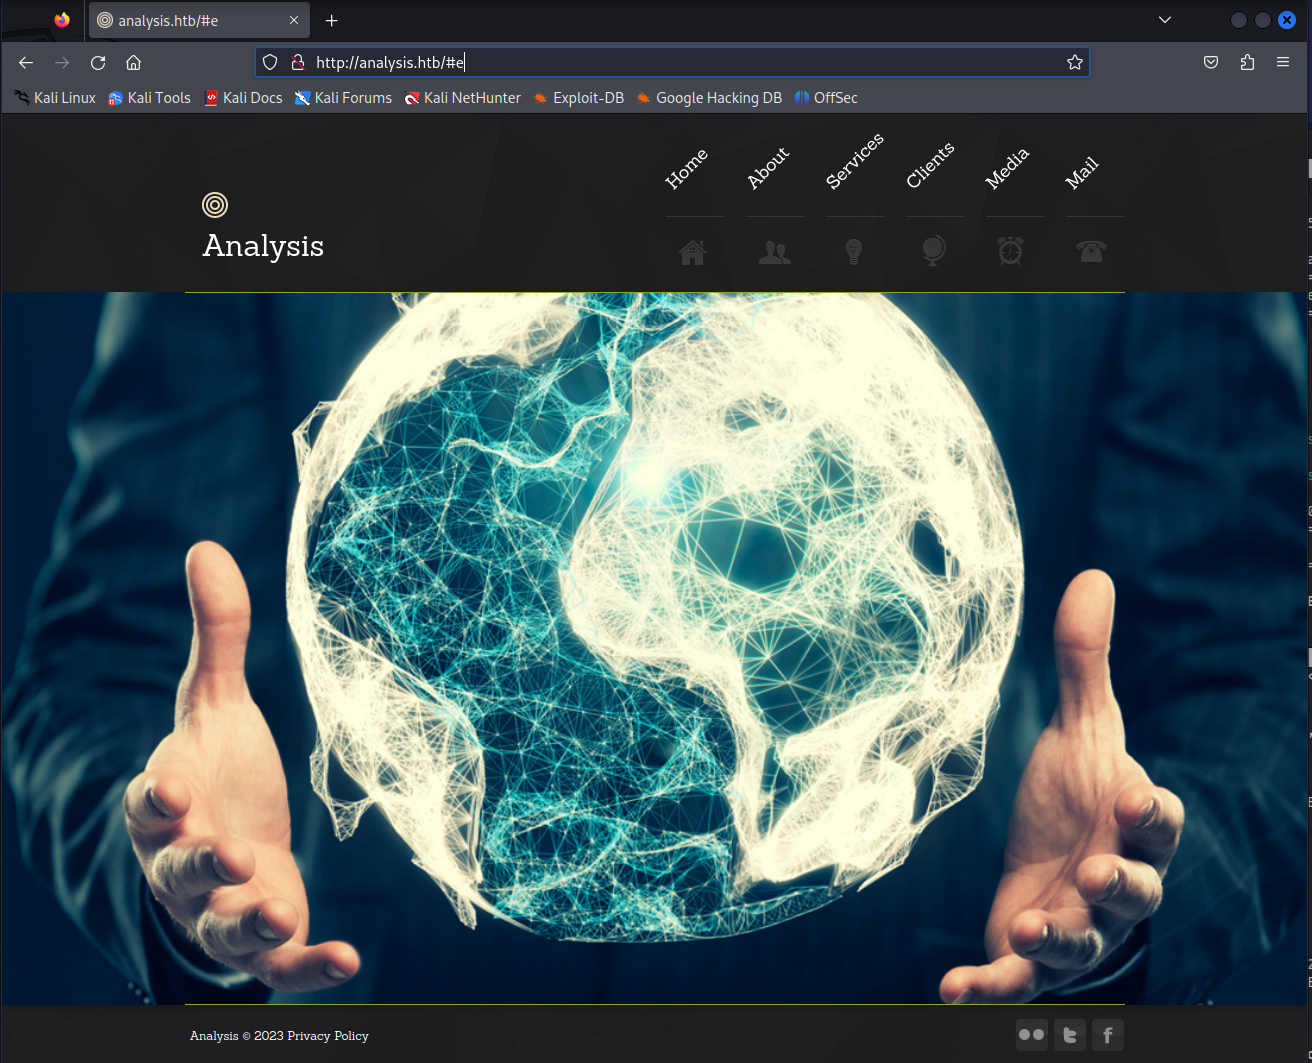 analysis.htb/#e
http://analysis.htb/#e
Kali Linux Kali Tools Kali Docs Kali Forums Kali NetHunter Exploit-DB Google Hacking DB OffSec
Home About Services Clients Media Mail
Analysis
Analysis © 2023 Privacy Policy